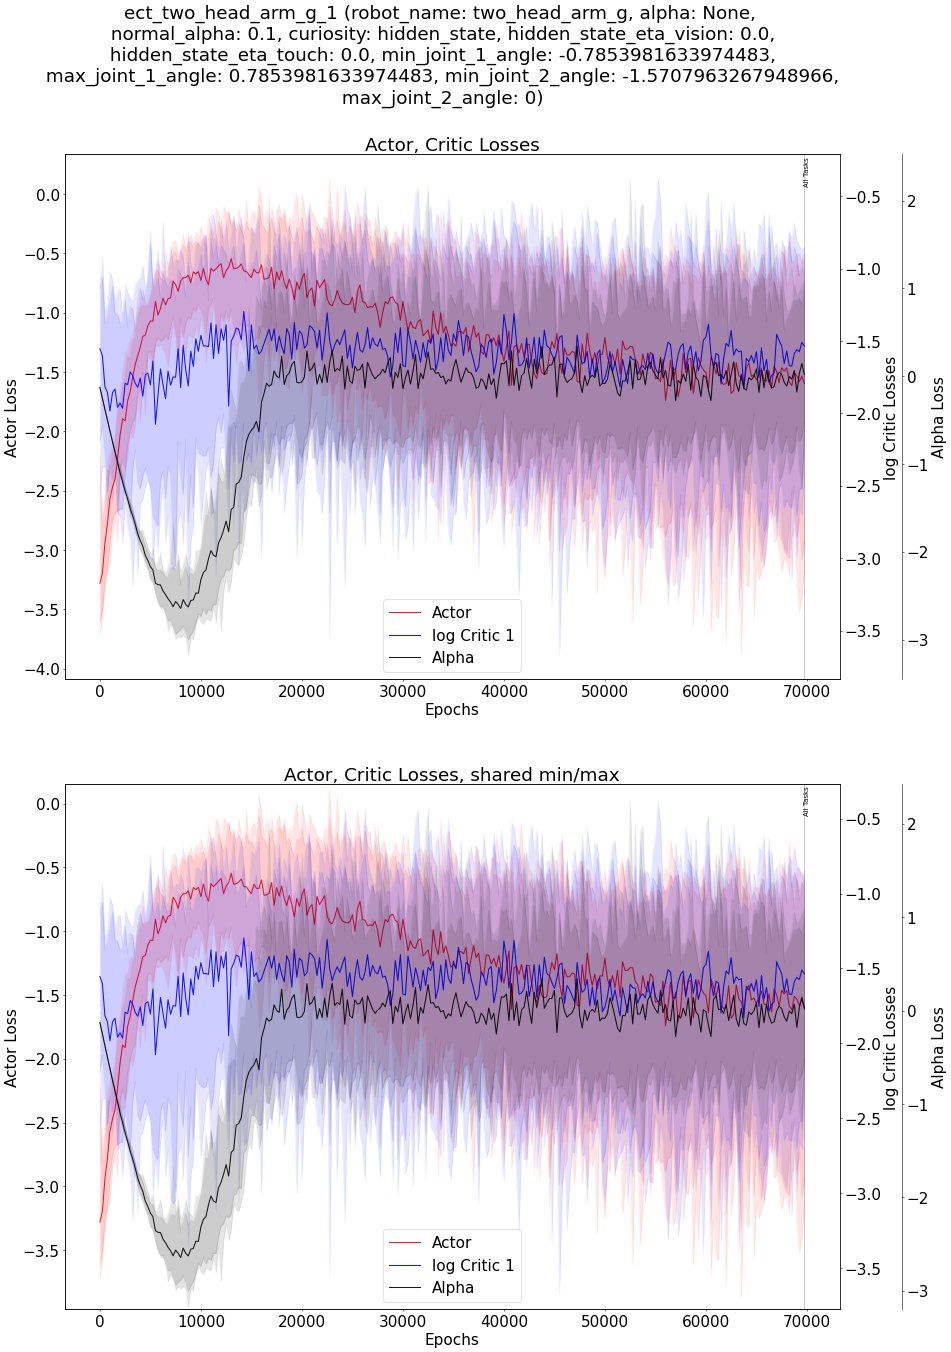 ect_two_head_arm_g_1 (robot_name: two_head_arm_g, alpha: None,
normal_alpha: 0.1, curiosity: hidden_state, hidden_state_eta_vision: 0.0,
hidden_state_eta_touch: 0.0, min_joint_1_angle: -0.7853981633974483,
max_joint_1_angle: 0.7853981633974483, min_joint_2_angle: -1.5707963267948966,
max_joint_2_angle: 0)
Actor, Critic Losses
All Tasks
0.0
−0.5
−1.0
−1.5
−2.0
−2.5
−3.0
−3.5
−4.0
Actor Loss
−0.5
−1.0
−1.5
−2.0
−2.5
−3.0
−3.5
log Critic Losses
2
1
0
−1
−2
−3
Alpha Loss
Actor
log Critic 1
Alpha
0 10000 20000 30000 40000 50000 60000 70000
Epochs
Actor, Critic Losses, shared min/max
All Tasks
0.0
−0.5
−1.0
−1.5
−2.0
−2.5
−3.0
−3.5
Actor Loss
−0.5
−1.0
−1.5
−2.0
−2.5
−3.0
−3.5
log Critic Losses
2
1
0
−1
−2
−3
Alpha Loss
Actor
log Critic 1
Alpha
0 10000 20000 30000 40000 50000 60000 70000
Epochs